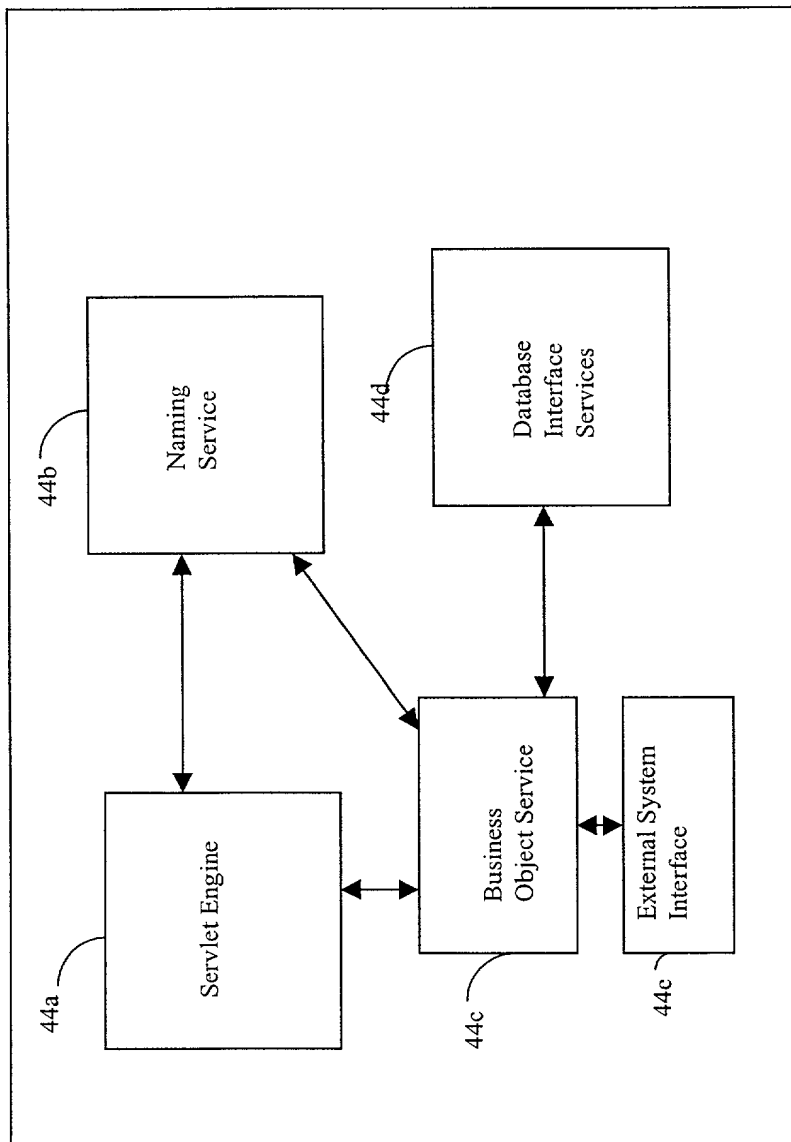 44a
44b
Servlet Engine
Naming
Service
44d
44c
Business
Object Service
Database
Interface
Services
44c
External System
Interface